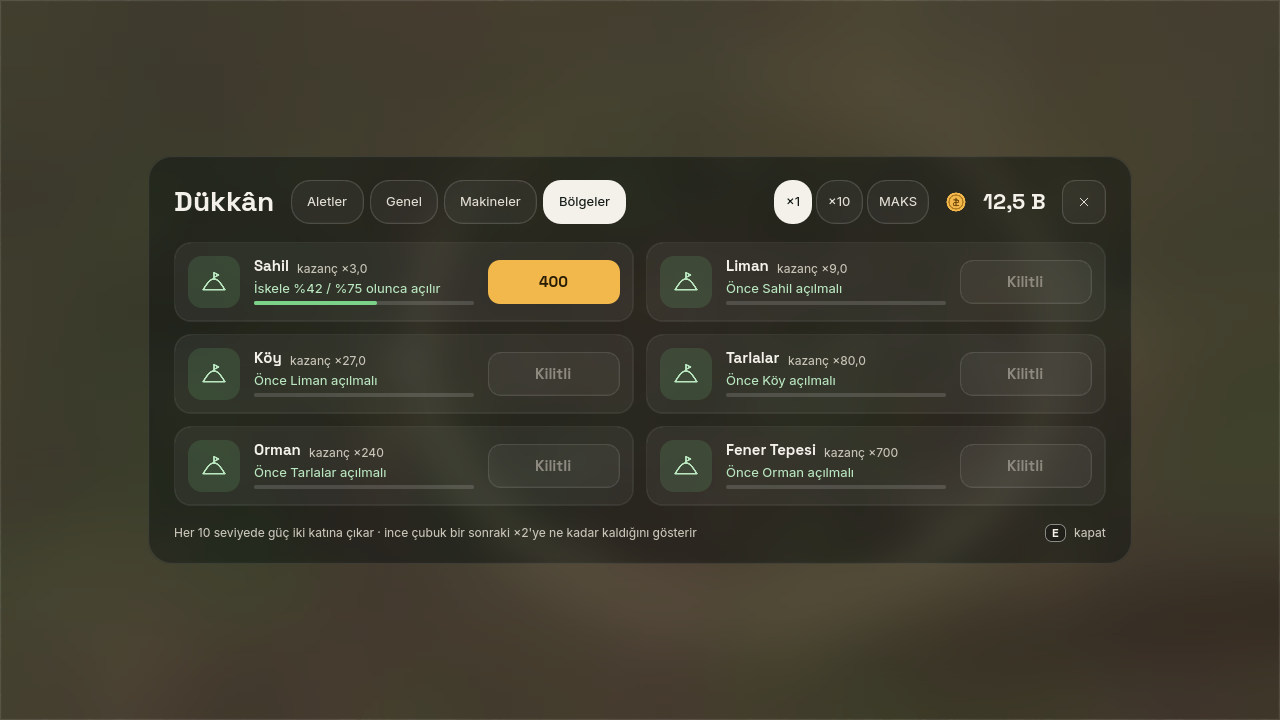 Dükkân
Aletler
Genel
Makineler
Bölgeler
×1
×10
MAKS
12,5 B
Sahil kazanç ×3,0
İskele %42 / %75 olunca açılır
400
Liman kazanç ×9,0
Önce Sahil açılmalı
Kilitli
Köy kazanç ×27,0
Önce Liman açılmalı
Kilitli
Tarlalar kazanç ×80,0
Önce Köy açılmalı
Kilitli
Orman kazanç ×240
Önce Tarlalar açılmalı
Kilitli
Fener Tepesi kazanç ×700
Önce Orman açılmalı
Kilitli
Her 10 seviyede güç iki katına çıkar · ince çubuk bir sonraki ×2'ye ne kadar kaldığını gösterir
E kapat